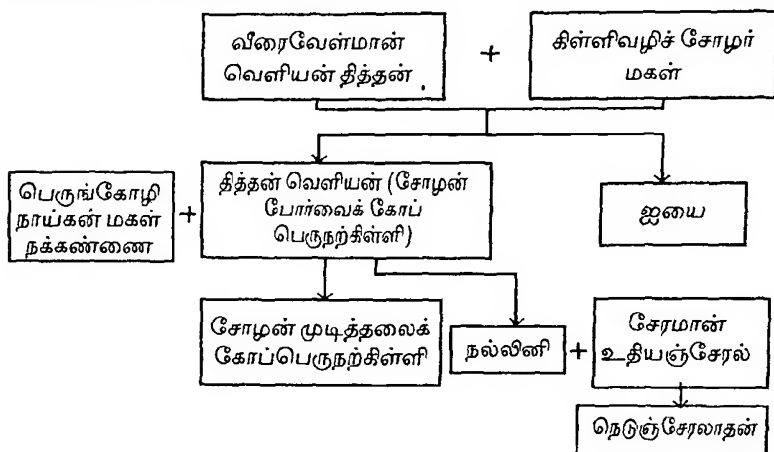 வீரைவேள்மான்
வெளியன் தித்தன்
+
கிள்ளிவழிச் சோழர்
மகள்
பெருங்கோழி
நாய்கன் மகள்
நக்கண்ணை
+
தித்தன் வெளியன் (சோழன்
போர்வைக் கோப்
பெருநற்கிள்ளி)
ஐயை
சோழன் முடித்தலைக்
கோப்பெருநற்கிள்ளி
நல்லினி
+
சேரமான்
உதியஞ்சேரல்
நெடுஞ்சேரலாதன்